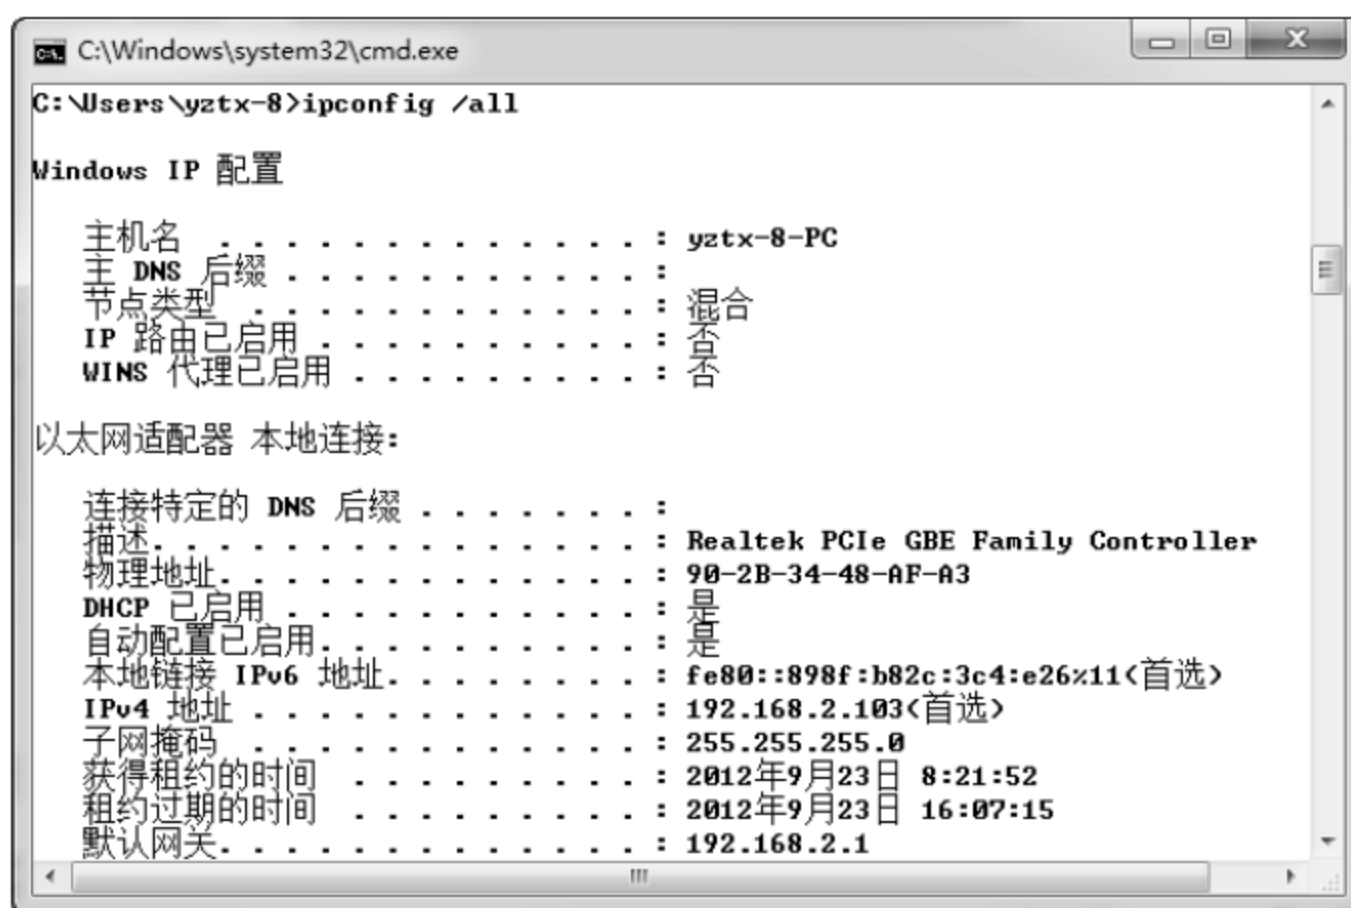 C:\Windows\system32\cmd.exe
C:\Users\yztx-8>ipconfig /all
Windows IP 配置
主机名 . . . . . . . . . . . . . : yztx-8-PC
主 DNS 后缀 . . . . . . . . . . . :
节点类型 . . . . . . . . . . . . : 混合
IP 路由已启用 . . . . . . . . . . : 否
WINS 代理已启用 . . . . . . . . . : 否
以太网适配器 本地连接:
连接特定的 DNS 后缀 . . . . . . . :
描述. . . . . . . . . . . . . . . : Realtek PCIe GBE Family Controller
物理地址. . . . . . . . . . . . . : 90-2B-34-48-AF-A3
DHCP 已启用 . . . . . . . . . . . : 是
自动配置已启用. . . . . . . . . . : 是
本地链接 IPv6 地址. . . . . . . . : fe80::898f:b82c:3c4:e26%11(首选)
IPv4 地址 . . . . . . . . . . . . : 192.168.2.103(首选)
子网掩码 . . . . . . . . . . . . : 255.255.255.0
获得租约的时间 . . . . . . . . . : 2012年9月23日 8:21:52
租约过期的时间 . . . . . . . . . : 2012年9月23日 16:07:15
默认网关. . . . . . . . . . . . . : 192.168.2.1